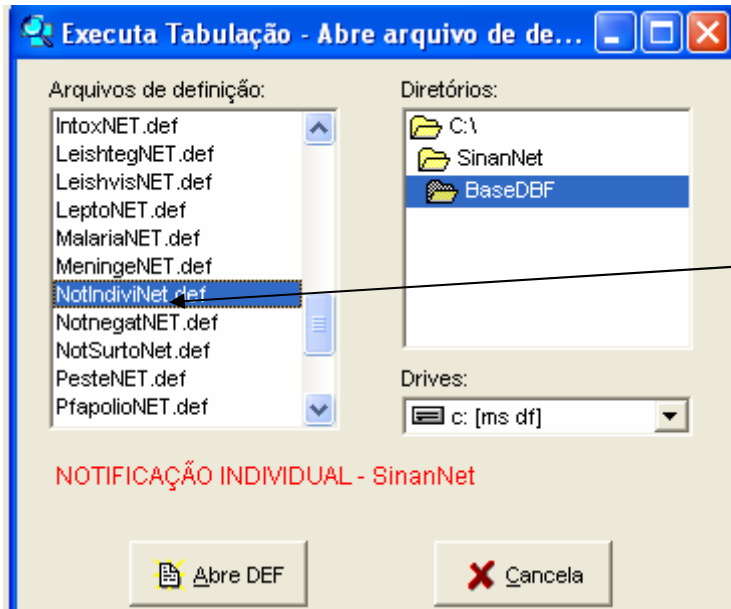 Executa Tabulação - Abre arquivo de de...
Arquivos de definição:
IntoxNET.def
LeishtegNET.def
LeishvisNET.def
LeptoNET.def
MalariaNET.def
MeningeNET.def
NotIndiviNet.def
NotnegatNET.def
NotSurtoNet.def
PesteNET.def
PfapolioNET.def
Diretórios:
C:\
SinanNet
BaseDBF
Drives:
c: [ms df]
NOTIFICAÇÃO INDIVIDUAL - SinanNet
Abre DEF
Cancela